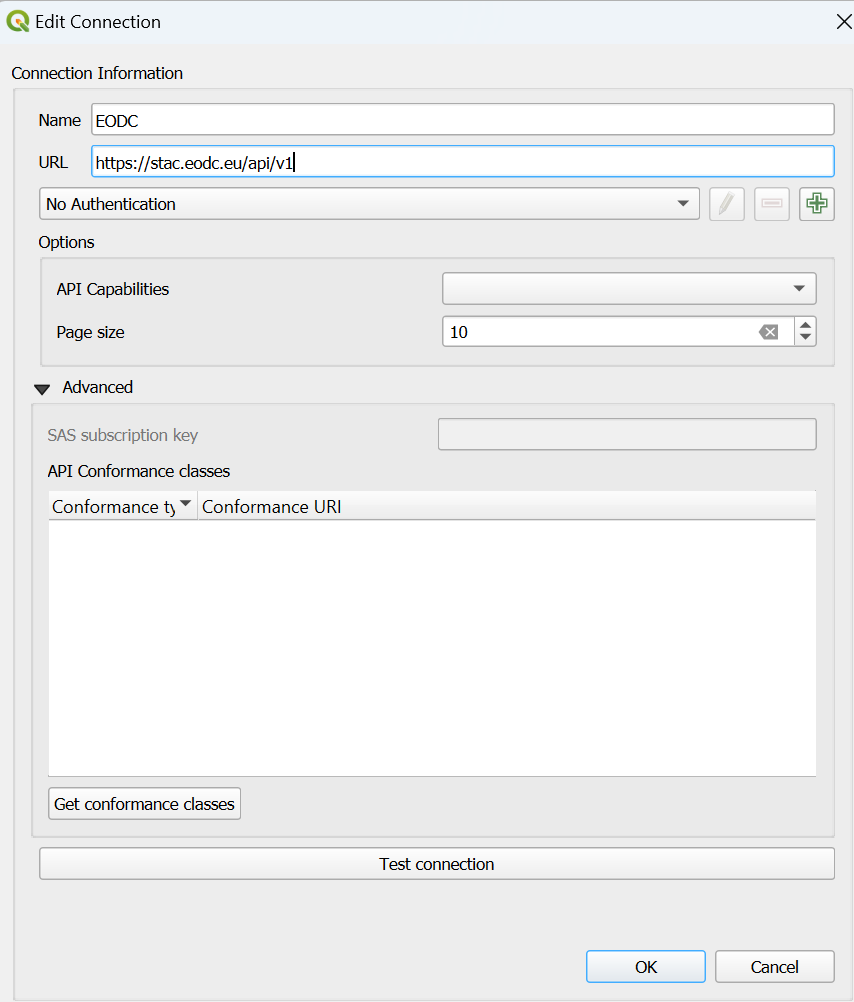 Edit Connection
Connection Information
Name EODC
URL https://stac.eodc.eu/api/v1
No Authentication
Options
API Capabilities
Page size 10
Advanced
SAS subscription key
API Conformance classes
Conformance ty Conformance URI
Get conformance classes
Test connection
OK Cancel